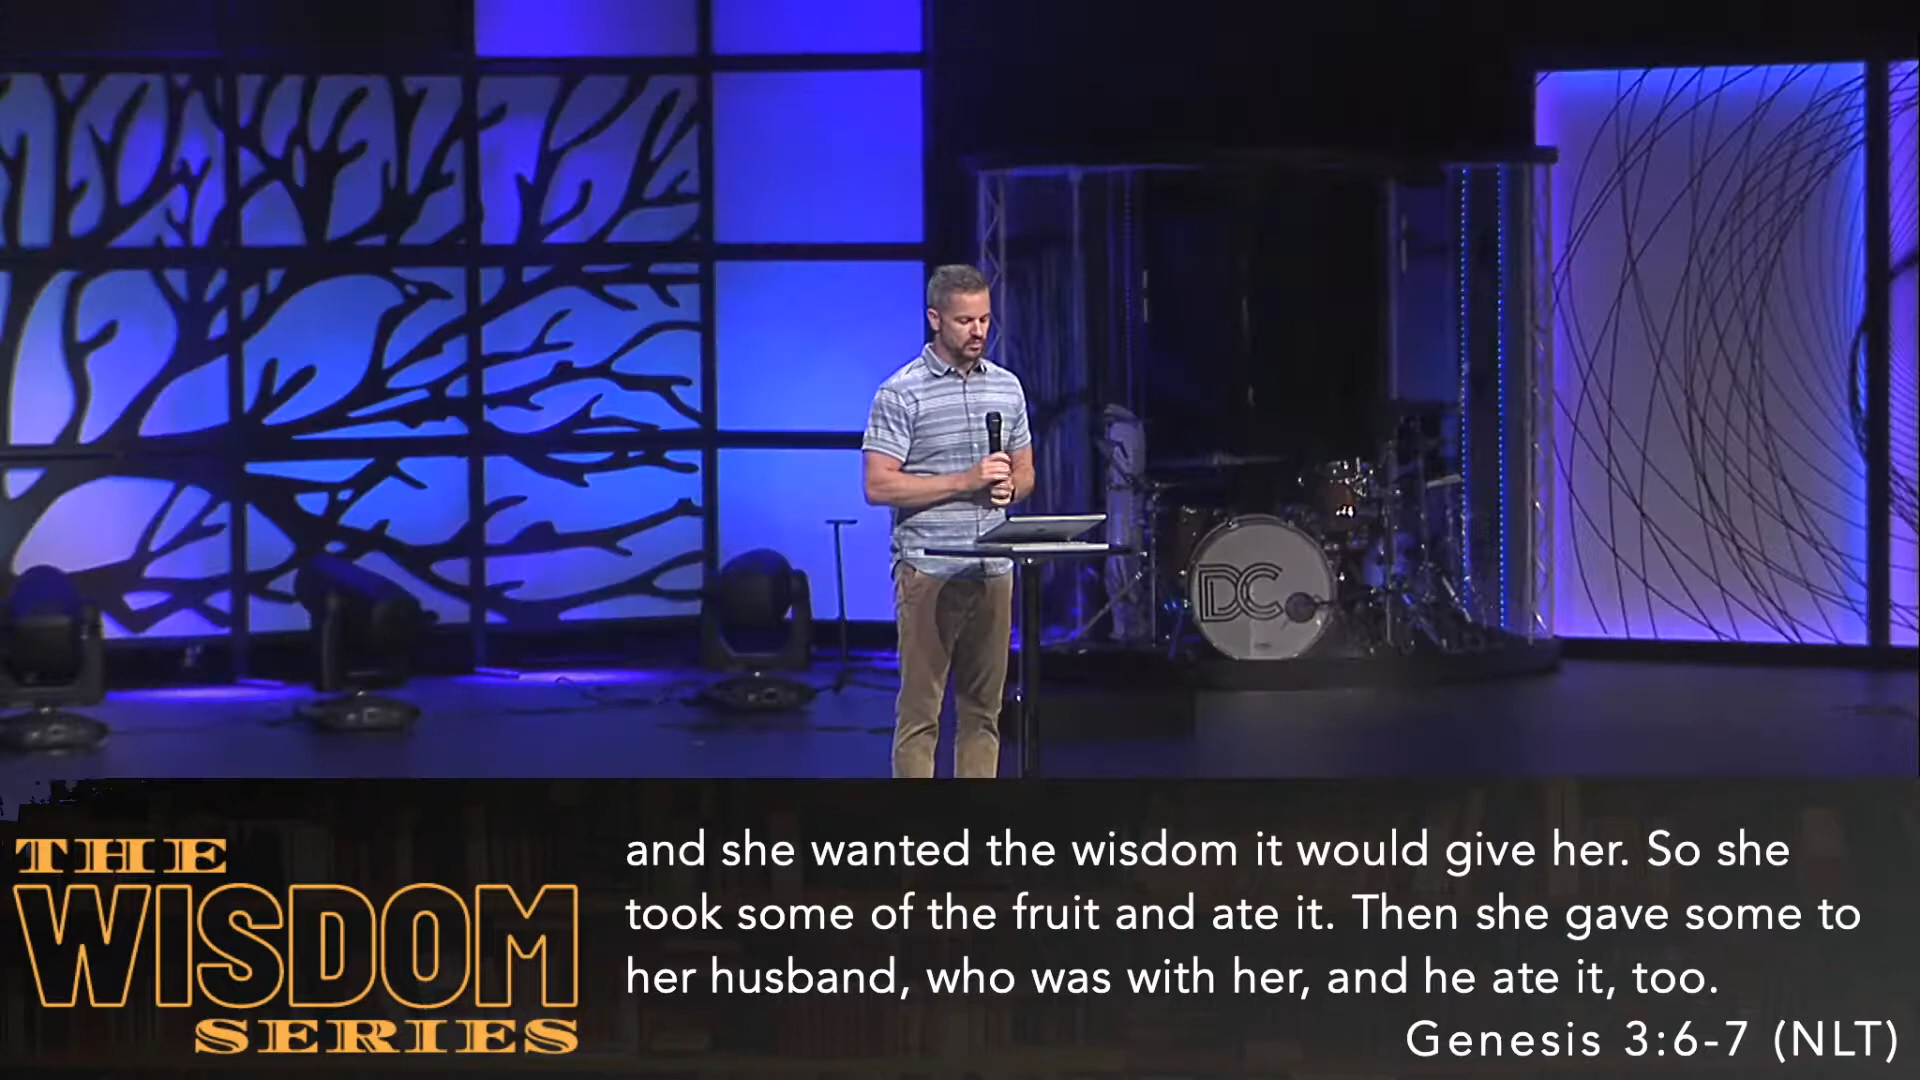 DC
THE
WISDOM
SERIES
and she wanted the wisdom it would give her. So she
took some of the fruit and ate it. Then she gave some to
her husband, who was with her, and he ate it, too.
Genesis 3:6-7 (NLT)